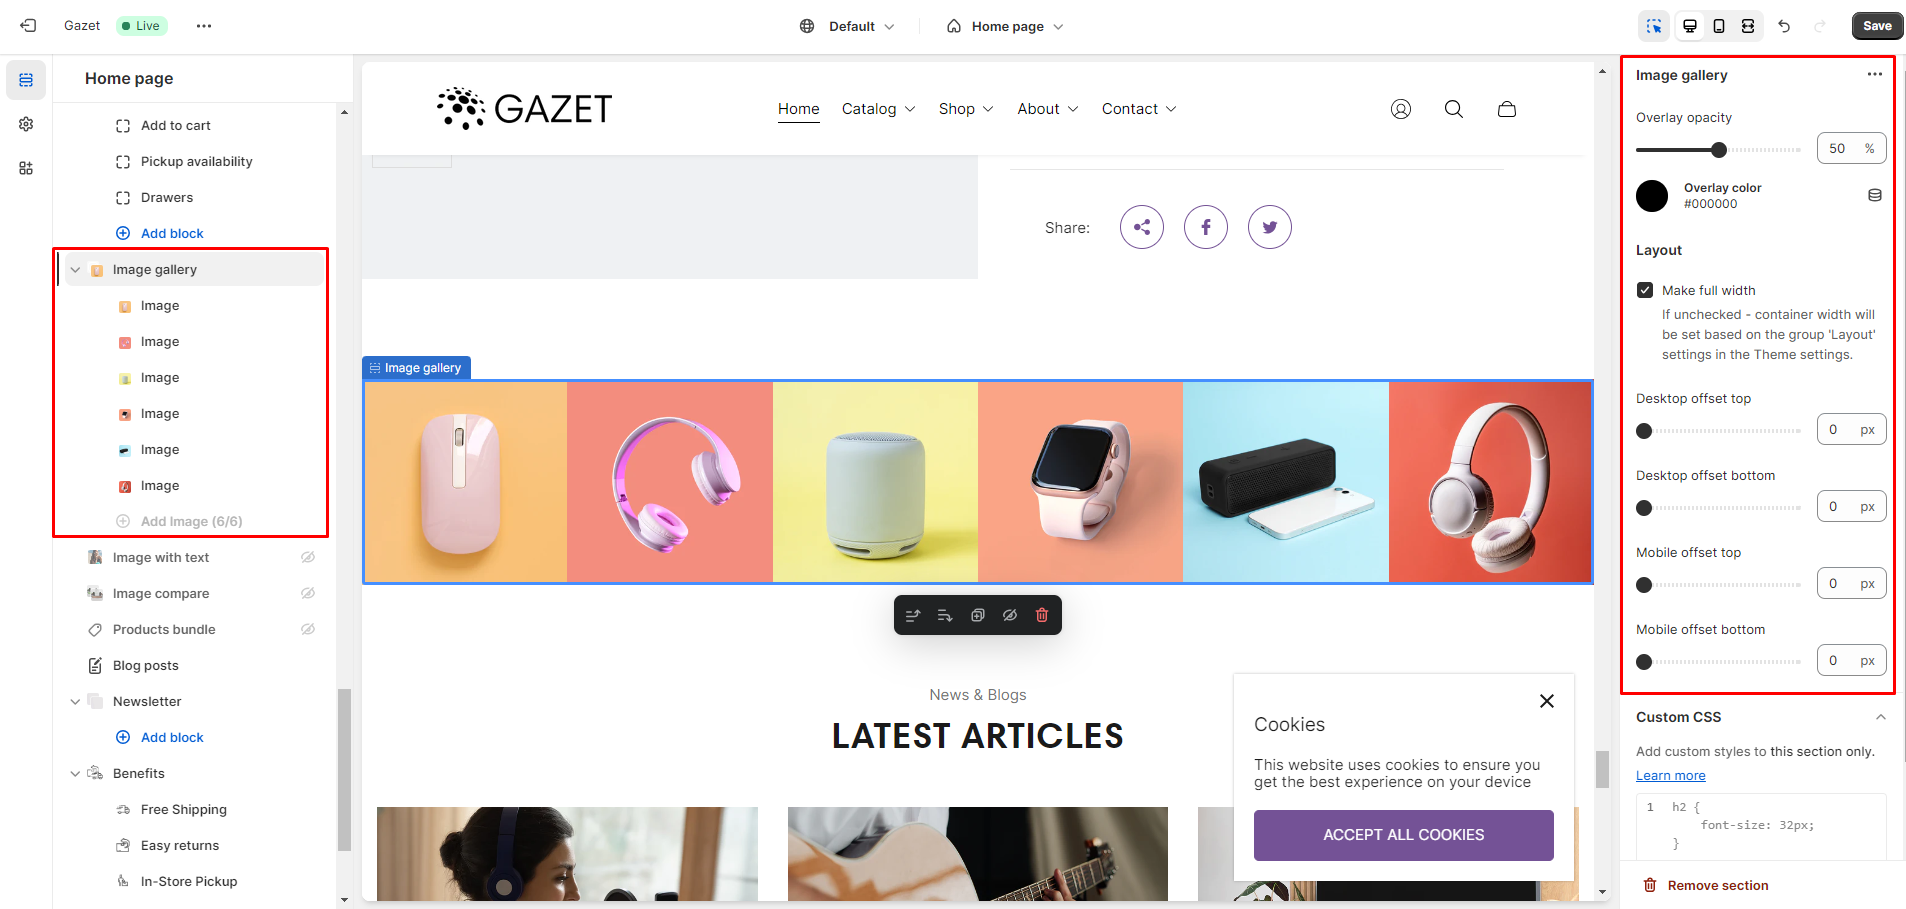 Gazet
Live
Default
Home page
Save
Home page
Add to cart
Pickup availability
Drawers
Add block
Image gallery
Image
Image
Image
Image
Image
Image
Add Image (6/6)
Image with text
Image compare
Products bundle
Blog posts
Newsletter
Add block
Benefits
Free Shipping
Easy returns
In-Store Pickup
GAZET
Home
Catalog
Shop
About
Contact
Share:
Image gallery
News & Blogs
LATEST ARTICLES
Cookies
This website uses cookies to ensure you
get the best experience on your device
ACCEPT ALL COOKIES
Image gallery
Overlay opacity
50 %
Overlay color
#000000
Layout
Make full width
If unchecked - container width will
be set based on the group 'Layout'
settings in the Theme settings.
Desktop offset top
0 px
Desktop offset bottom
0 px
Mobile offset top
0 px
Mobile offset bottom
0 px
Custom CSS
Add custom styles to this section only.
Learn more
1 h2 {
font-size: 32px;
}
Remove section